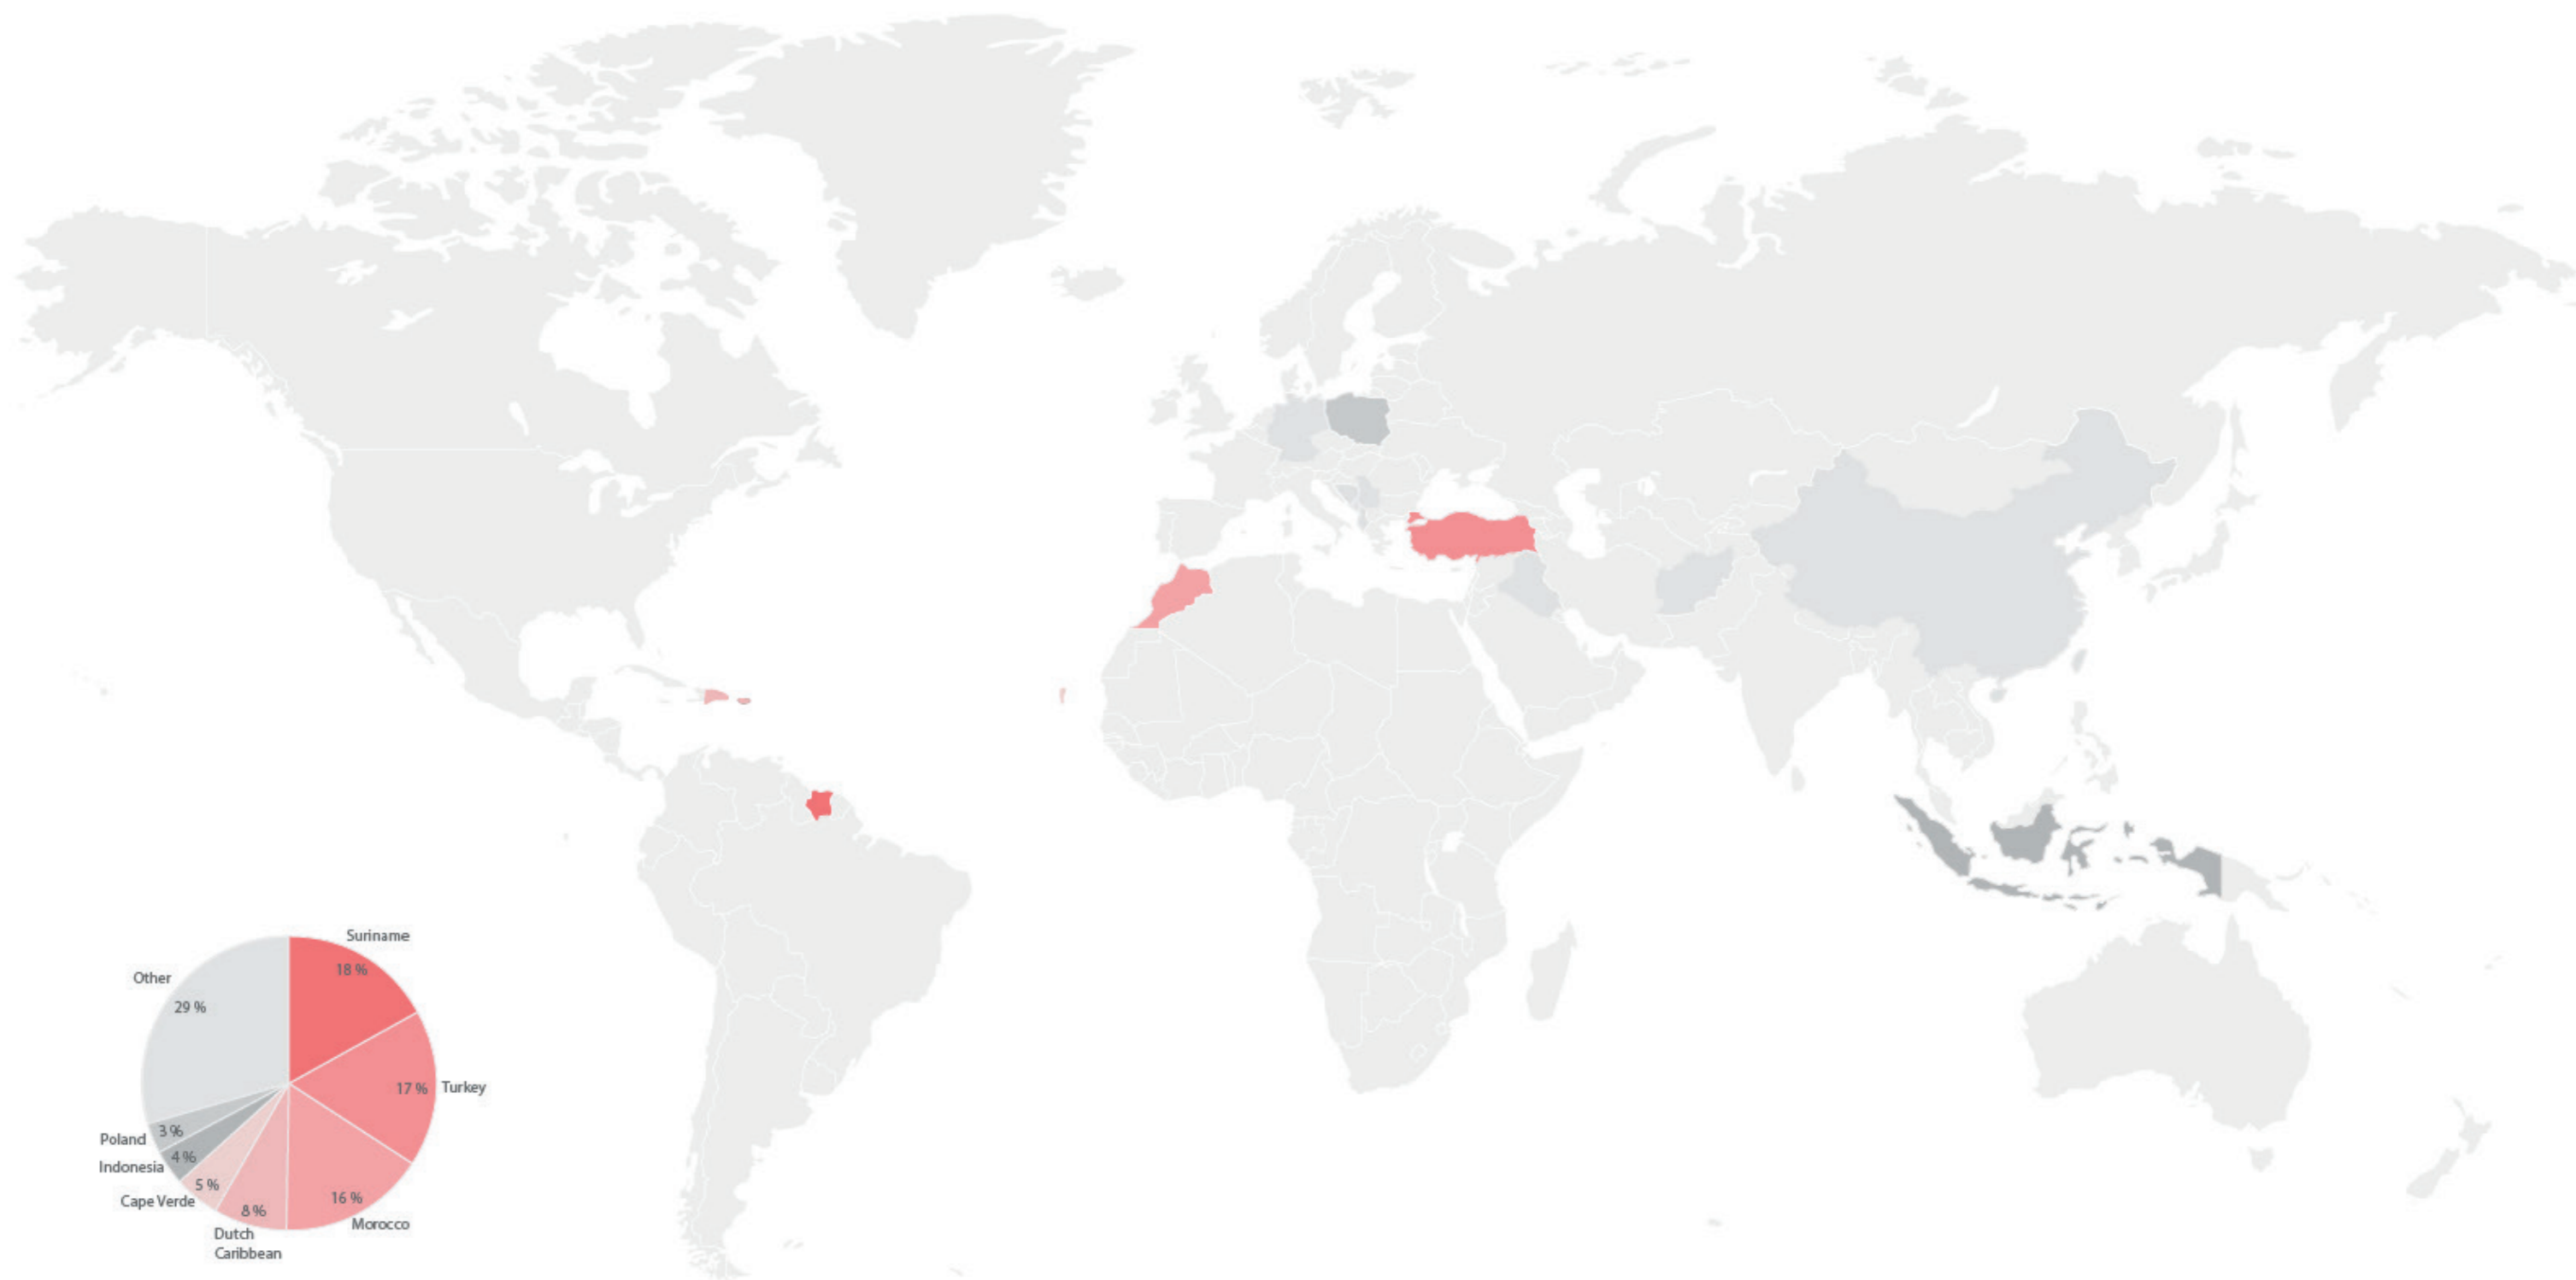 Suriname
18 %
Other
29 %
Turkey
17 %
Poland
3 %
Indonesia
4 %
Cape Verde
5 %
8 %
Dutch
Caribbean
16 %
Morocco